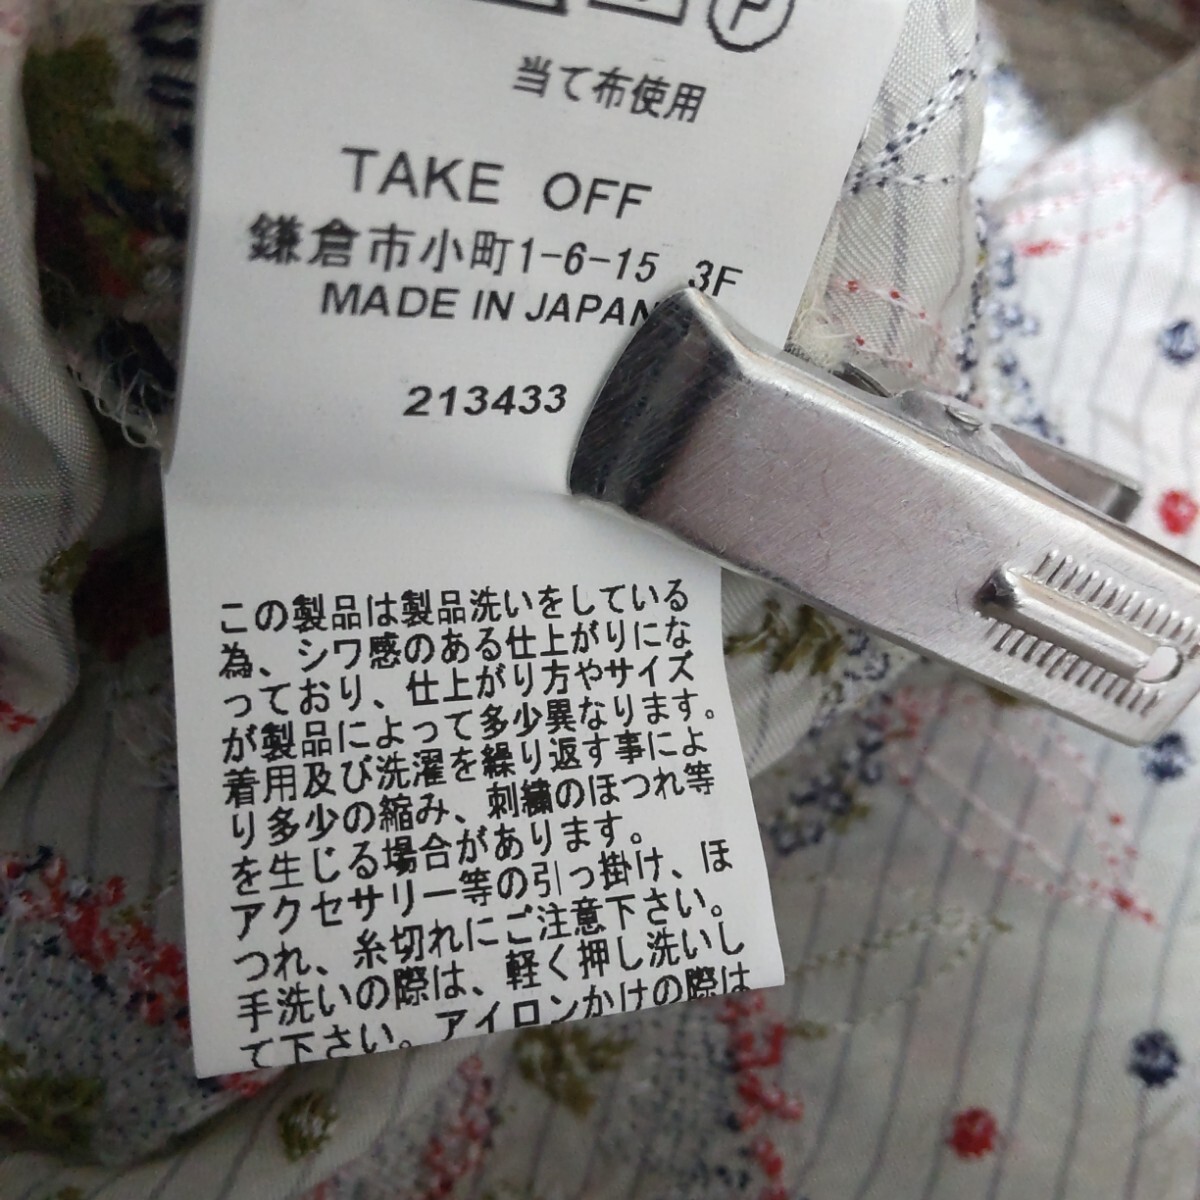 P
当て布使用
TAKE OFF
鎌倉市小町1-6-15 3F
MADE IN JAPAN
213433
この製品は製品洗いをしている
為、シワ感のある仕上がりにな
っており、仕上がり方やサイズ
が製品によって多少異なります。
着用及び洗濯を繰り返す事によ
り多少の縮み、刺繍のほつれ等
を生じる場合があります。
アクセサリー等の引っ掛け、ほ
つれ、糸切れにご注意下さい。
手洗いの際は、軽く押し洗いし
て下さい。アイロンかけの際は